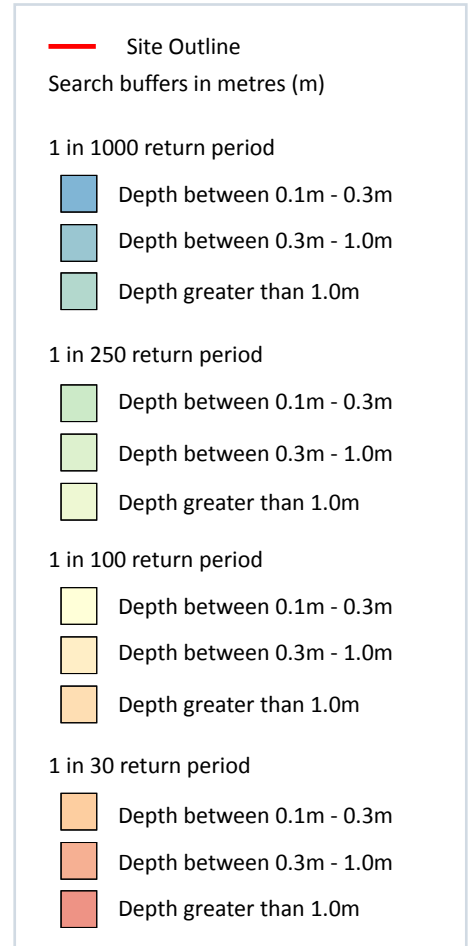 Site Outline
Search buffers in metres (m)
1 in 1000 return period
Depth between 0.1m - 0.3m
Depth between 0.3m - 1.0m
Depth greater than 1.0m
1 in 250 return period
Depth between 0.1m - 0.3m
Depth between 0.3m - 1.0m
Depth greater than 1.0m
1 in 100 return period
Depth between 0.1m - 0.3m
Depth between 0.3m - 1.0m
Depth greater than 1.0m
1 in 30 return period
Depth between 0.1m - 0.3m
Depth between 0.3m - 1.0m
Depth greater than 1.0m